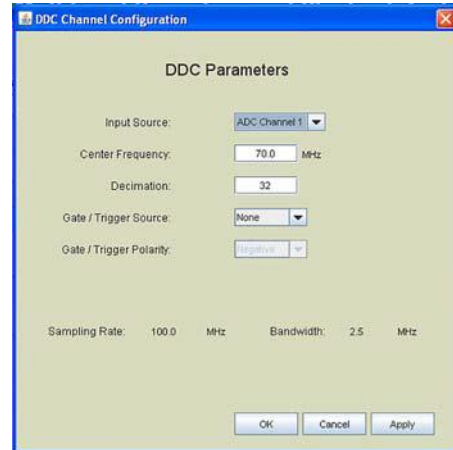 DDC Channel Configuration
DDC Parameters
Input Source: ADC Channel 1
Center Frequency: 70.0 MHz
Decimation: 32
Gate / Trigger Source: None
Gate / Trigger Polarity: Negative
Sampling Rate: 100.0 MHz Bandwidth: 2.5 MHz
OK Cancel Apply